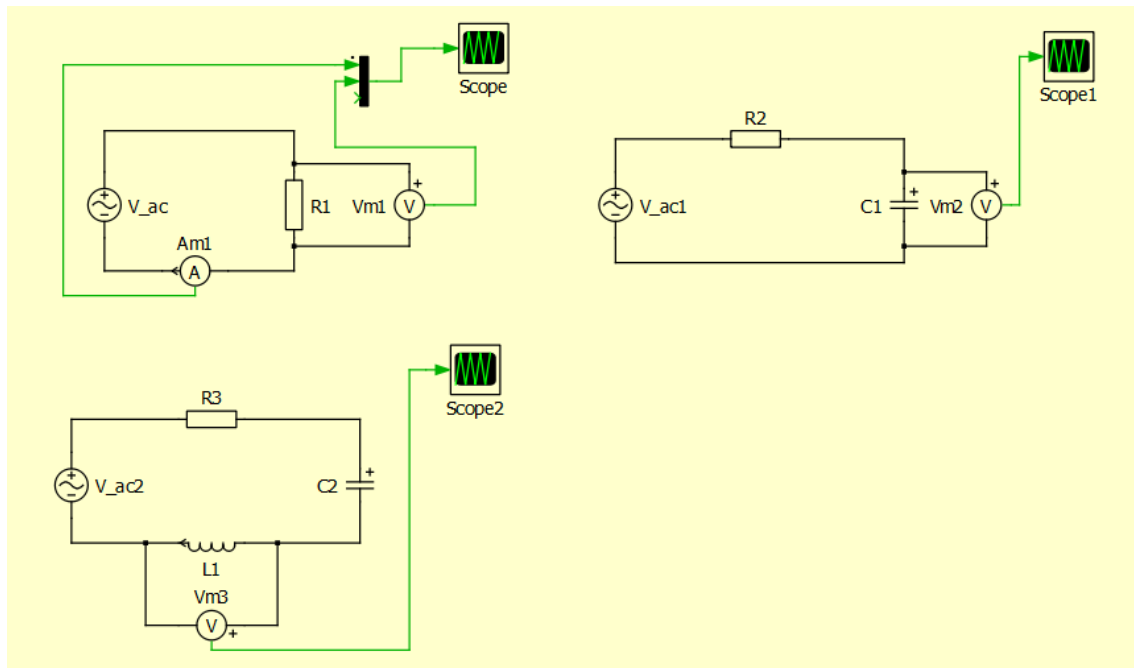 Scope
V_ac
R1
Vm1
V
Am1
A
Scope1
R2
V_ac1
C1
Vm2
V
Scope2
R3
V_ac2
C2
L1
Vm3
V